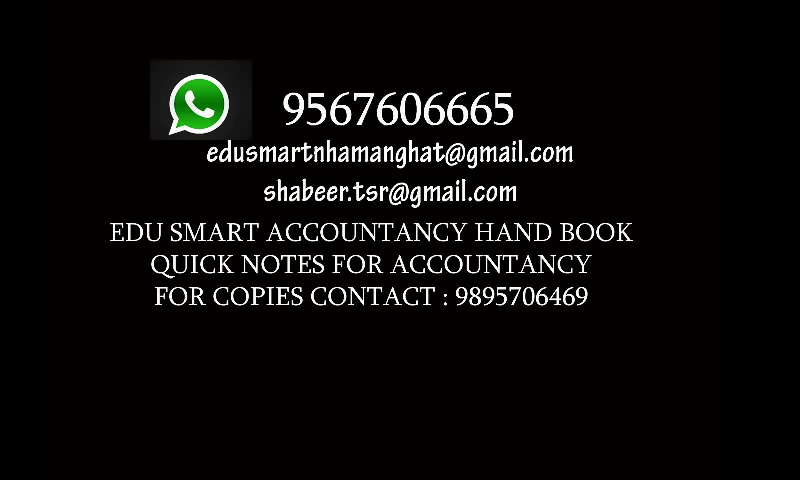 9567606665
edusmartnhamanghat@gmail.com
shabeer.tsr@gmail.com
EDU SMART ACCOUNTANCY HAND BOOK
QUICK NOTES FOR ACCOUNTANCY
FOR COPIES CONTACT : 9895706469